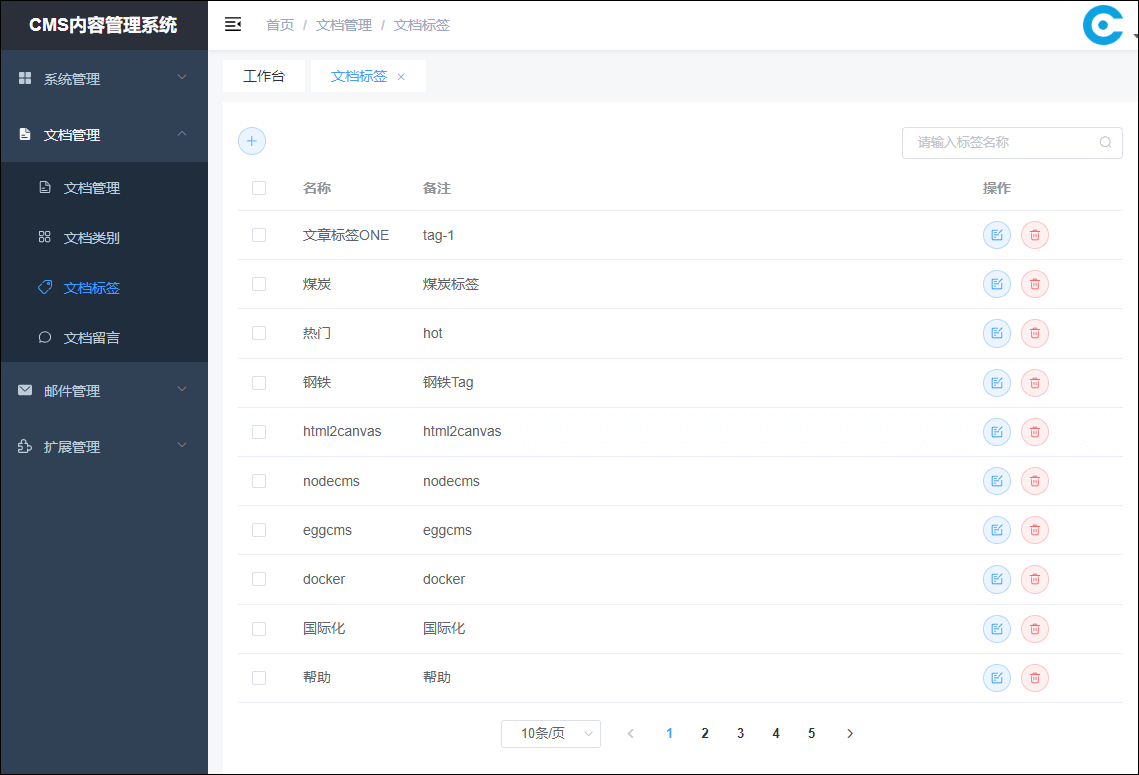 CMS内容管理系统
首页 / 文档管理 / 文档标签
系统管理
文档管理
文档管理
文档类别
文档标签
文档留言
邮件管理
扩展管理
工作台
文档标签
请输入标签名称
名称 备注 操作
文章标签ONE tag-1
煤炭 煤炭标签
热门 hot
钢铁 钢铁Tag
html2canvas html2canvas
nodecms nodecms
eggcms eggcms
docker docker
国际化 国际化
帮助 帮助
10条/页 1 2 3 4 5